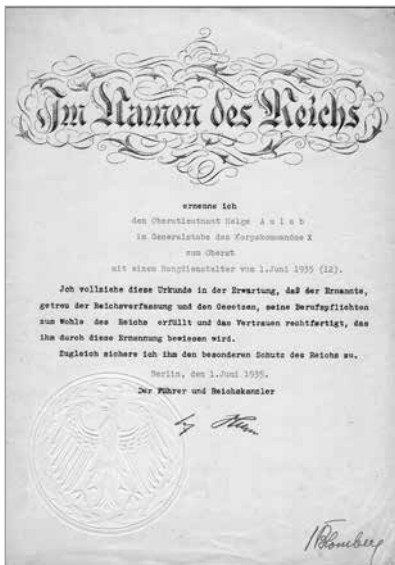 Im Namen des Reichs
ernenne ich
den Oberstleutnant Helge A u l e b
im Generalstabe des Korpskommandos X
zum Oberst
mit einem Rangdienstalter vom 1.Juni 1935 (12).
Ich vollziehe diese Urkunde in der Erwartung, daß der Ernannte,
getreu der Reichsverfassung und den Gesetzen, seine Berufspflichten
zum Wohle des Reichs erfüllt und das Vertrauen rechtfertigt, das
ihm durch diese Ernennung bewiesen wird.
Zugleich sichere ich ihm den besonderen Schutz des Reichs zu.
Berlin, den 1.Juni 1935.
Der Führer und Reichskanzler
Blomberg